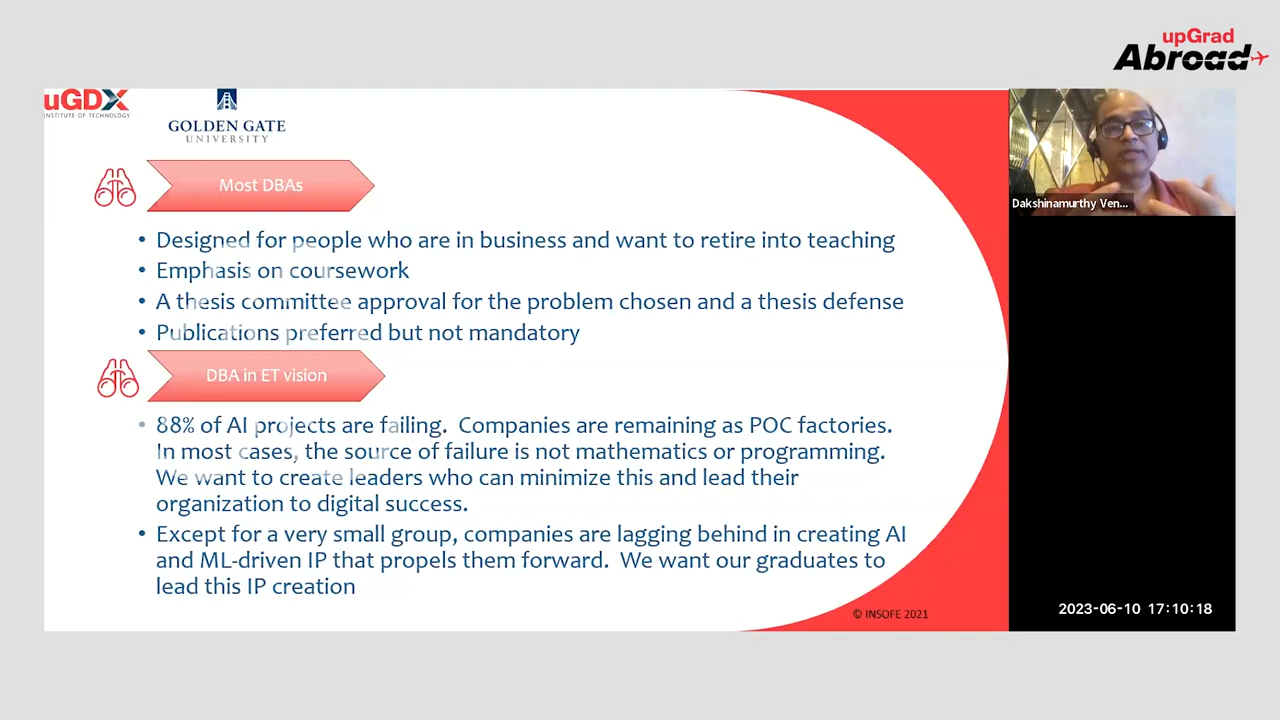 upGrad
Abroad
uGDX
INSTITUTE OF TECHNOLOGY
GOLDEN GATE
UNIVERSITY
Most DBAs
• Designed for people who are in business and want to retire into teaching
• Emphasis on coursework
• A thesis committee approval for the problem chosen and a thesis defense
• Publications preferred but not mandatory
DBA in ET vision
• 88% of AI projects are failing. Companies are remaining as POC factories.
In most cases, the source of failure is not mathematics or programming.
We want to create leaders who can minimize this and lead their
organization to digital success.
• Except for a very small group, companies are lagging behind in creating AI
and ML-driven IP that propels them forward. We want our graduates to
lead this IP creation
© INSOFE 2021
Dakshinamurthy Ven...
2023-06-10 17:10:18